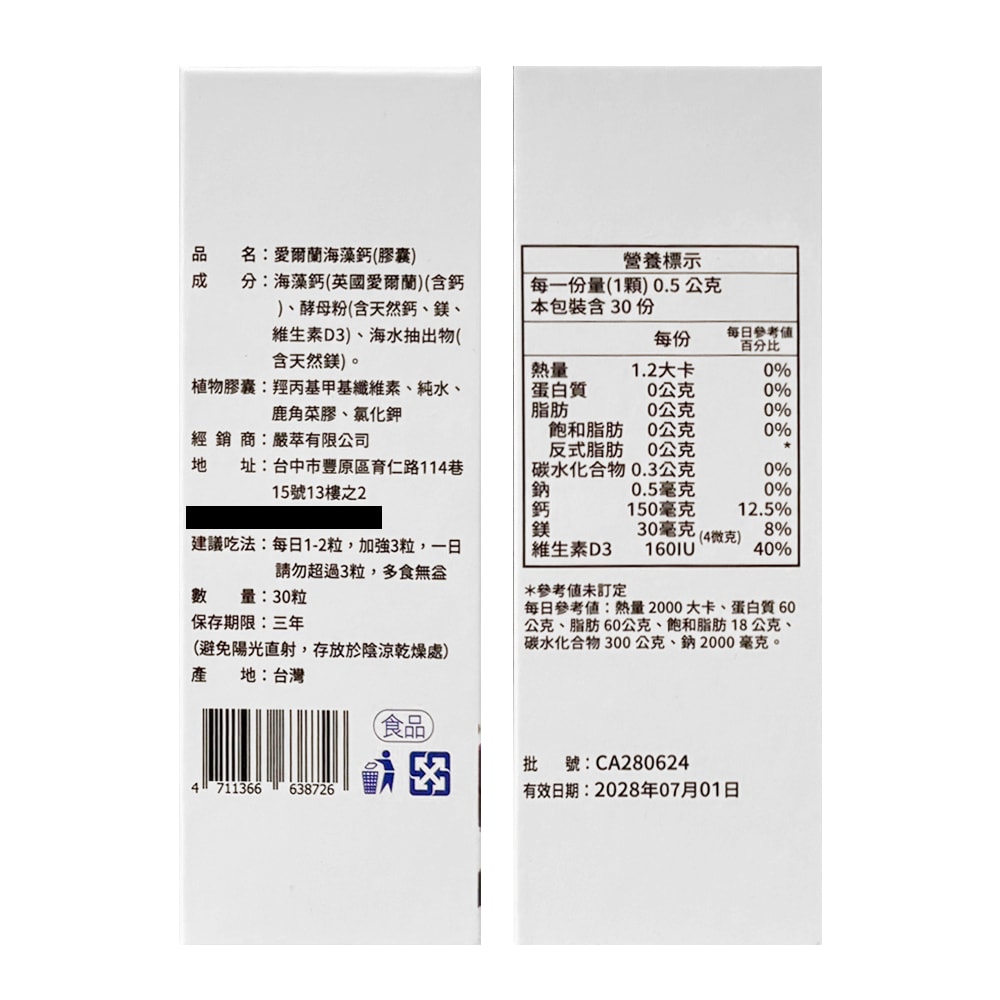 品　　名：愛爾蘭海藻鈣(膠囊)
成　　分：海藻鈣(英國愛爾蘭)(含鈣
)、酵母粉(含天然鈣、鎂、
維生素D3)、海水抽出物(
含天然鎂)。
植物膠囊：羥丙基甲基纖維素、純水、
鹿角菜膠、氯化鉀
經 銷 商：嚴萃有限公司
地　　址：台中市豐原區育仁路114巷
15號13樓之2
建議吃法：每日1-2粒，加強3粒，一日
請勿超過3粒，多食無益
數　　量：30粒
保存期限：三年
(避免陽光直射，存放於陰涼乾燥處)
產　　地：台灣
食品
4 711366 638726
營養標示
每一份量(1顆) 0.5 公克
本包裝含 30 份
每份 每日參考值百分比
熱量 1.2大卡 0%
蛋白質 0公克 0%
脂肪 0公克 0%
飽和脂肪 0公克 0%
反式脂肪 0公克 *
碳水化合物 0.3公克 0%
鈉 0.5毫克 0%
鈣 150毫克 12.5%
鎂 30毫克 8%
維生素D3 160IU (4微克) 40%
＊參考值未訂定
每日參考值：熱量 2000 大卡、蛋白質 60
公克、脂肪 60公克、飽和脂肪 18 公克、
碳水化合物 300 公克、鈉 2000 毫克。
批　　號：CA280624
有效日期：2028年07月01日